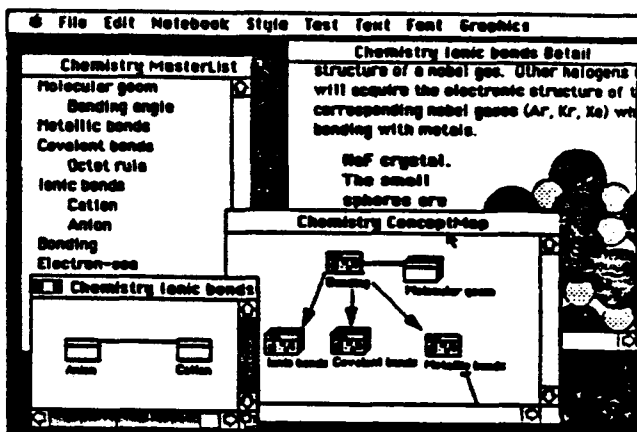 File Edit Notebook Style Test Text Font Graphics
Chemistry MasterList
Molecular geom
Bonding angle
Metallic bonds
Covalent bonds
Octet rule
Ionic bonds
Cation
Anion
Bonding
Electron-sea
Chemistry Ionic bonds Detail
structure of a nobel gas. Other halogens
will acquire the electronic structure of t
corresponding nobel gases (Ar, Kr, Xe) wh
bonding with metals.
NaF crystal.
The small
spheres are
Chemistry ConceptMap
Bonding
Molecular geom
Ionic bonds
Covalent bonds
Metallic bonds
Chemistry Ionic bonds
Anion
Cation